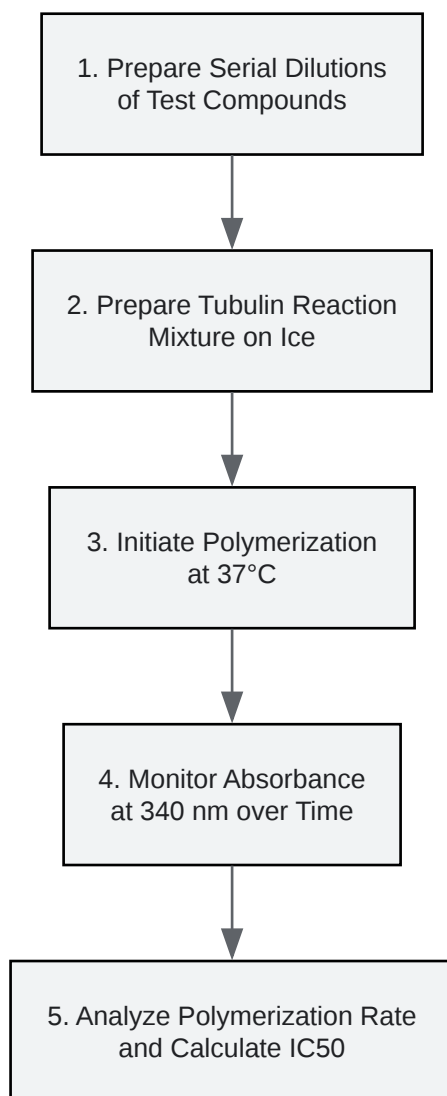 1. Prepare Serial Dilutions
of Test Compounds
2. Prepare Tubulin Reaction
Mixture on Ice
3. Initiate Polymerization
at 37°C
4. Monitor Absorbance
at 340 nm over Time
5. Analyze Polymerization Rate
and Calculate IC50